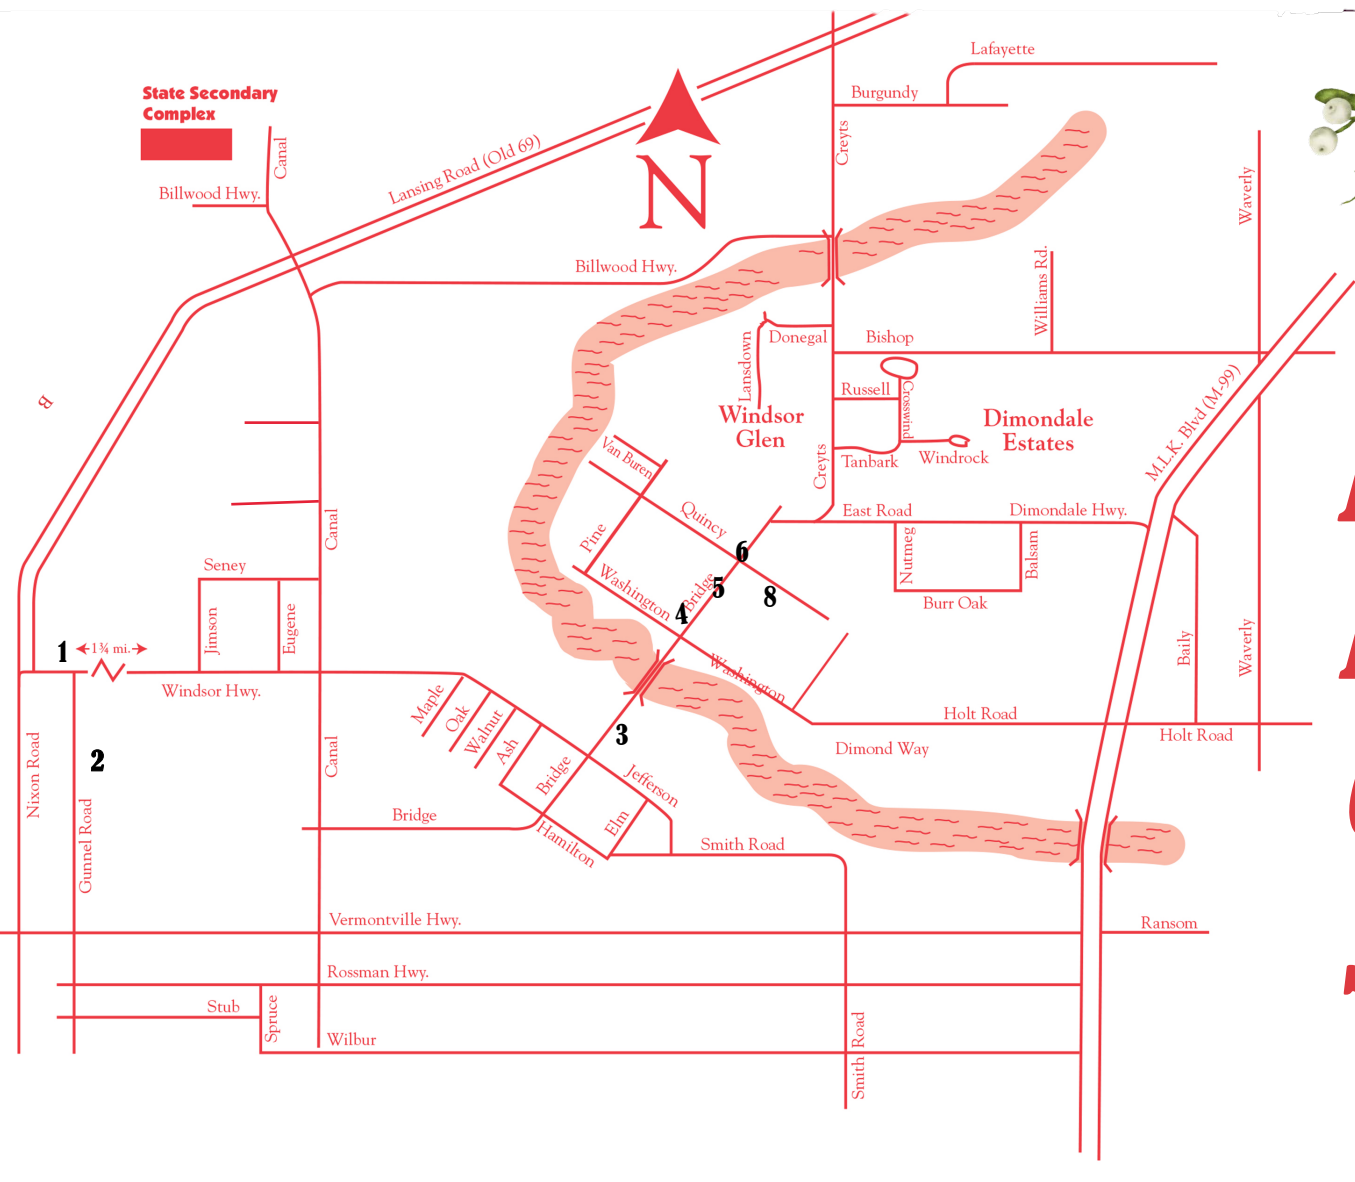 Lafayette
Burgundy
State Secondary
Complex
Canal
Creyts
Lansing Road (Old 69)
Billwood Hwy.
N
Waverly
Billwood Hwy.
Williams Rd.
Donegal
Bishop
Lansdown
Russell
Crosswind
M.L.K. Blvd (M-99)
B
Windsor
Glen
Dimondale
Estates
Van Buren
Creyts
Tanbark
Windrock
Quincy
East Road
Dimondale Hwy.
Canal
Pine
Nutmeg
Balsam
6
Seney
Washington
Bridge
5
8
Burr Oak
4
Jimson
Eugene
1
1¾ mi.
Baily
Waverly
Windsor Hwy.
Washington
Maple
Oak
Walnut
Ash
3
Holt Road
Holt Road
Dimond Way
2
Nixon Road
Canal
Bridge
Jefferson
Bridge
Elm
Hamilton
Smith Road
Gunnel Road
Vermontville Hwy.
Ransom
Rossman Hwy.
Stub
Spruce
Wilbur
Smith Road